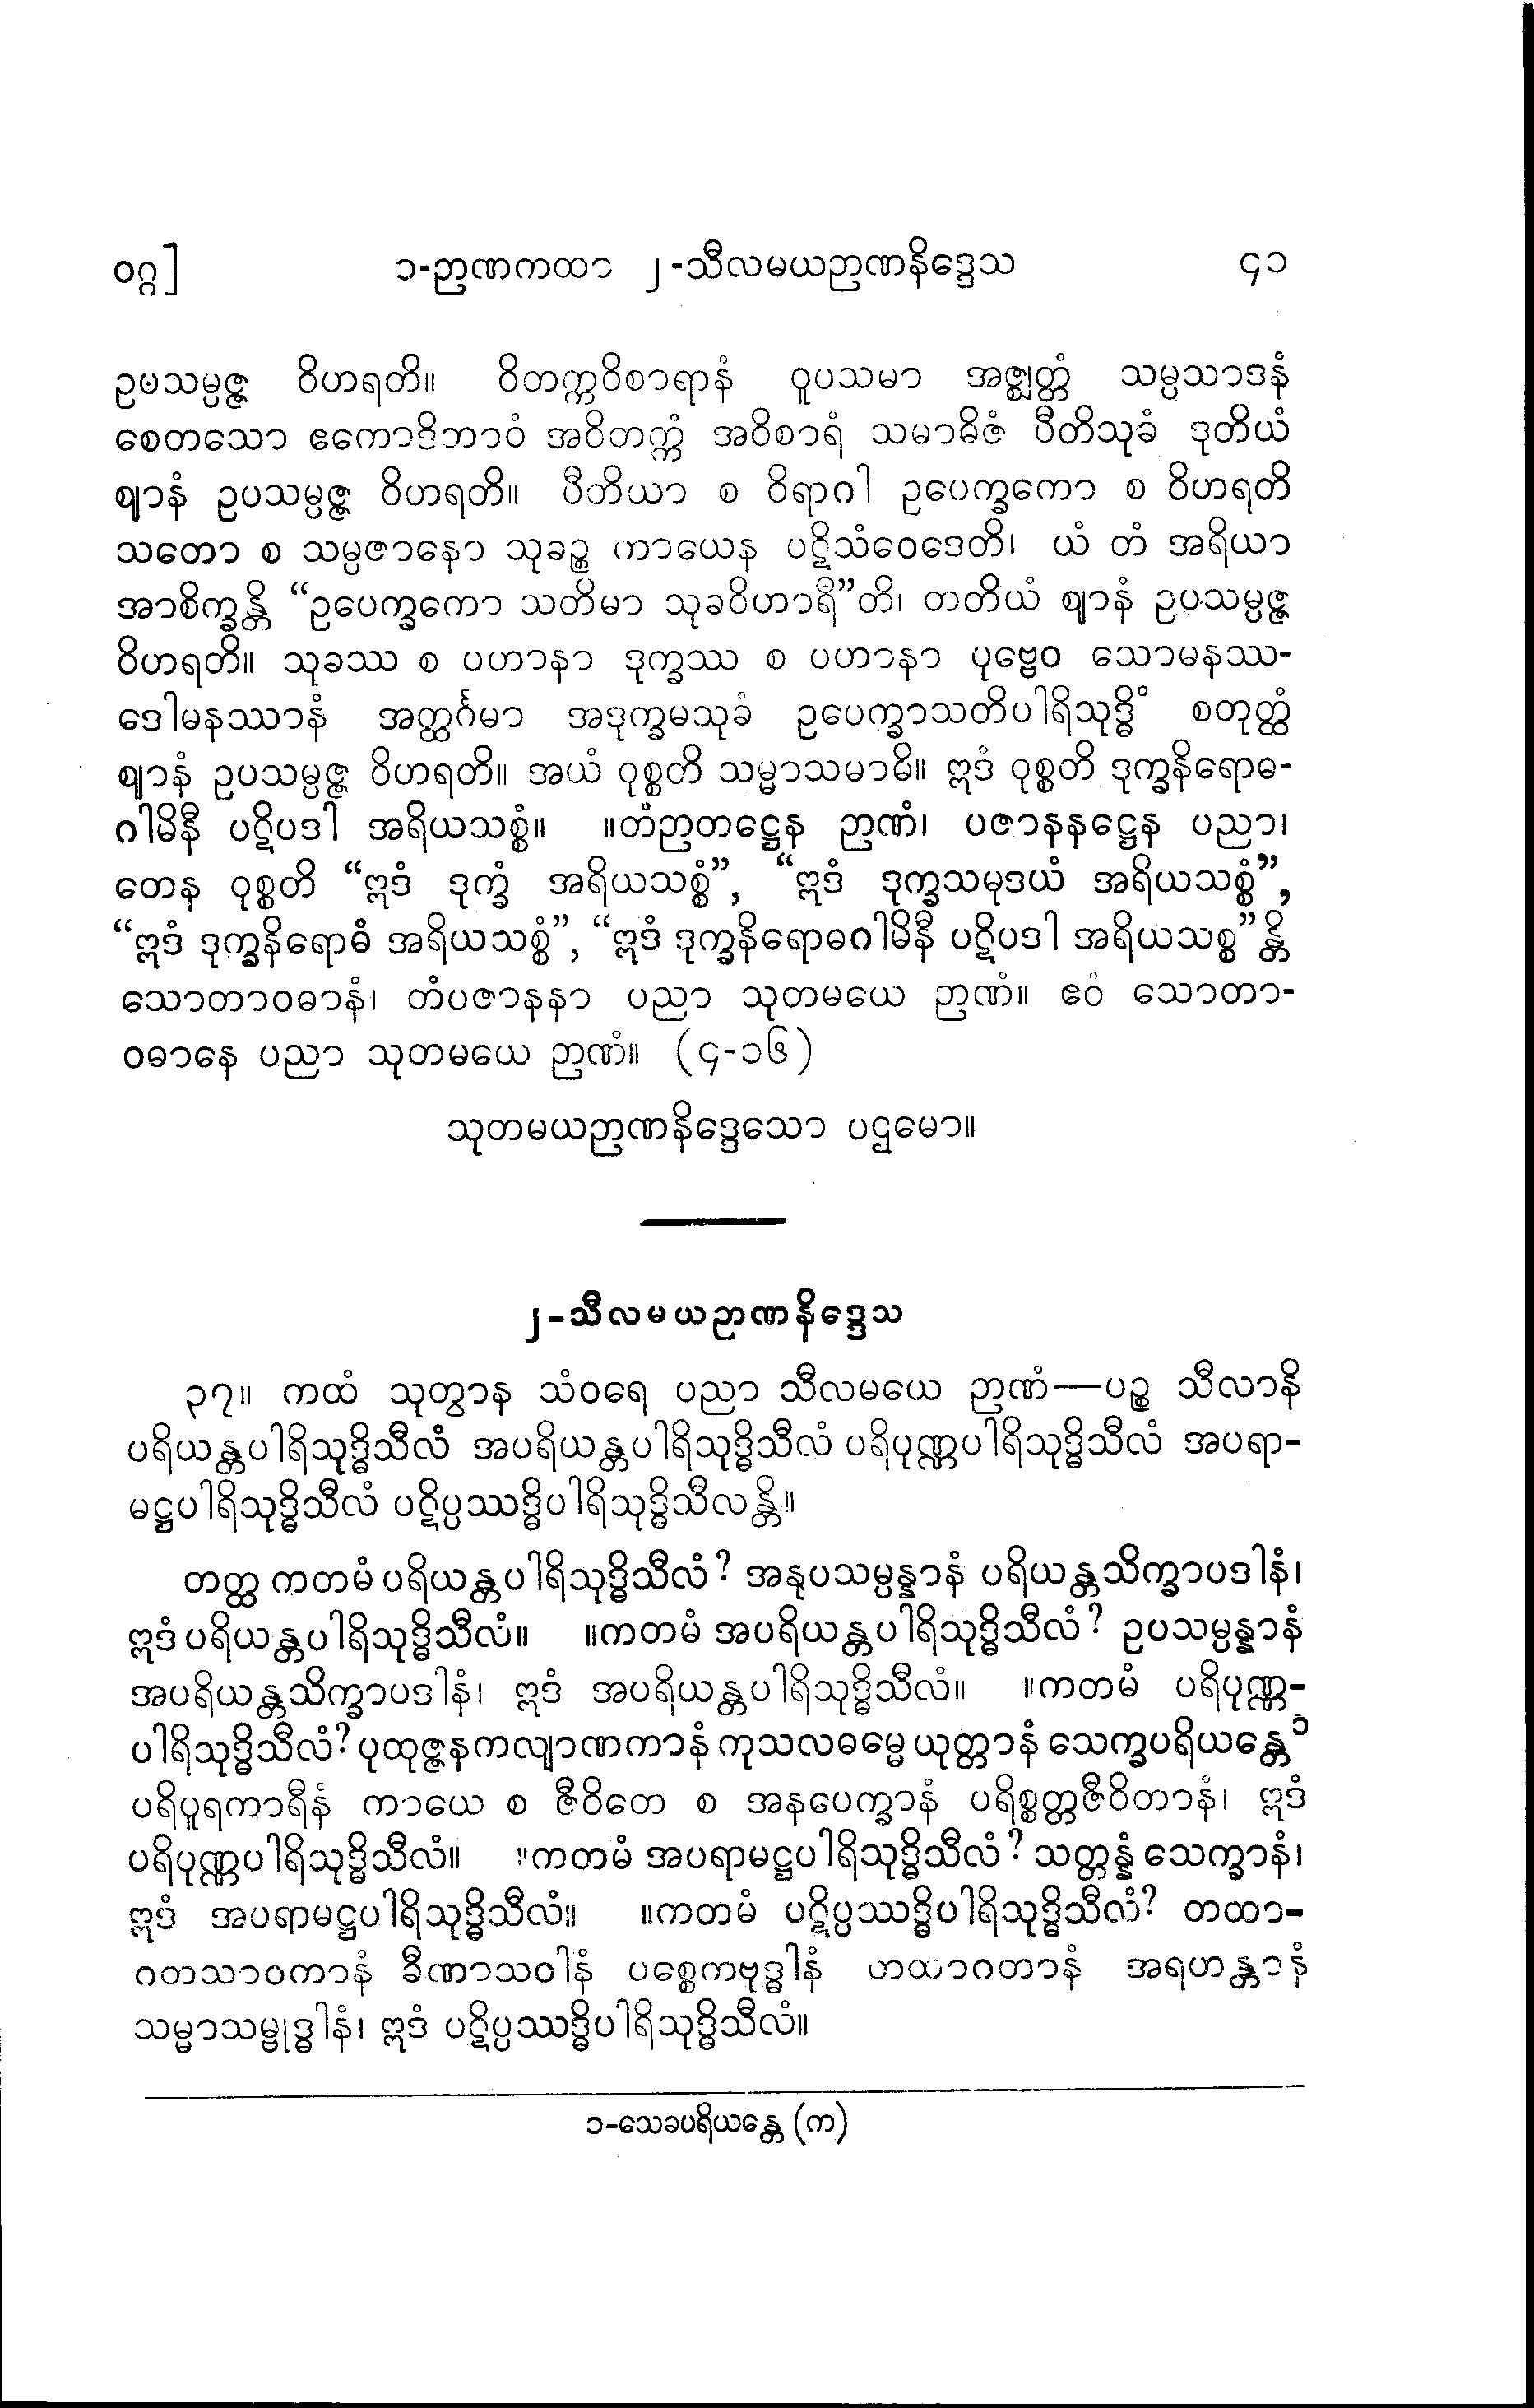 ဝဂ္ဂ] ၁-ဉာဏကထာ ၂-သီလမယဉာဏနိဒ္ဒေသ ၄၁
ဥပသမ္ပဇ္ဇ ဝိဟရတိ။ ဝိတက္ကဝိစာရာနံ ဝူပသမာ အဇ္ဈတ္တံ သမ္ပသာဒနံ
စေတသော ဧကောဒိဘာဝံ အဝိတက္ကံ အဝိစာရံ သမာဓိဇံ ပီတိသုခံ ဒုတိယံ
ဈာနံ ဥပသမ္ပဇ္ဇ ဝိဟရတိ။ ပီတိယာ စ ဝိရာဂါ ဥပေက္ခကော စ ဝိဟရတိ
သတော စ သမ္ပဇာနော သုခဉ္စ ကာယေန ပဋိသံဝေဒေတိ၊ ယံ တံ အရိယာ
အာစိက္ခန္တိ “ဥပေက္ခကော သတိမာ သုခဝိဟာရီ”တိ၊ တတိယံ ဈာနံ ဥပသမ္ပဇ္ဇ
ဝိဟရတိ။ သုခဿ စ ပဟာနာ ဒုက္ခဿ စ ပဟာနာ ပုဗ္ဗေဝ သောမနဿ-
ဒေါမနဿာနံ အတ္ထင်္ဂမာ အဒုက္ခမသုခံ ဥပေက္ခာသတိပါရိသုဒ္ဓိံ စတုတ္ထံ
ဈာနံ ဥပသမ္ပဇ္ဇ ဝိဟရတိ။ အယံ ဝုစ္စတိ သမ္မာသမာဓိ။ ဣဒံ ဝုစ္စတိ ဒုက္ခနိရောဓ-
ဂါမိနီ ပဋိပဒါ အရိယသစ္စံ။ ။တံဉာတဋ္ဌေန ဉာဏံ၊ ပဇာနနဋ္ဌေန ပညာ၊
တေန ဝုစ္စတိ “ဣဒံ ဒုက္ခံ အရိယသစ္စံ”, “ဣဒံ ဒုက္ခသမုဒယံ အရိယသစ္စံ”,
“ဣဒံ ဒုက္ခနိရောဓံ အရိယသစ္စံ”, “ဣဒံ ဒုက္ခနိရောဓဂါမိနီ ပဋိပဒါ အရိယသစ္စ”န္တိ
သောတာဝဓာနံ၊ တံပဇာနနာ ပညာ သုတမယေ ဉာဏံ။ ဧဝံ သောတာ-
ဝဓာနေ ပညာ သုတမယေ ဉာဏံ။ (၄-၁၆)
သုတမယဉာဏနိဒ္ဒေသော ပဌမော။
၂-သီလမယဉာဏနိဒ္ဒေသ
၃၇။ ကထံ သုတွာန သံဝရေ ပညာ သီလမယေ ဉာဏံ—ပဉ္စ သီလာနိ
ပရိယန္တပါရိသုဒ္ဓိသီလံ အပရိယန္တပါရိသုဒ္ဓိသီလံ ပရိပုဏ္ဏပါရိသုဒ္ဓိသီလံ အပရာ-
မဋ္ဌပါရိသုဒ္ဓိသီလံ ပဋိပ္ပဿဒ္ဓိပါရိသုဒ္ဓိသီလန္တိ။
တတ္ထ ကတမံ ပရိယန္တပါရိသုဒ္ဓိသီလံ? အနုပသမ္ပန္နာနံ ပရိယန္တသိက္ခာပဒါနံ၊
ဣဒံ ပရိယန္တပါရိသုဒ္ဓိသီလံ။ ။ကတမံ အပရိယန္တပါရိသုဒ္ဓိသီလံ? ဥပသမ္ပန္နာနံ
အပရိယန္တသိက္ခာပဒါနံ၊ ဣဒံ အပရိယန္တပါရိသုဒ္ဓိသီလံ။ ။ကတမံ ပရိပုဏ္ဏ-
ပါရိသုဒ္ဓိသီလံ? ပုထုဇ္ဇနကလျာဏကာနံ ကုသလဓမ္မေ ယုတ္တာနံ သေက္ခပရိယန္တေ ၁
ပရိပူရကာရီနံ ကာယေ စ ဇီဝိတေ စ အနပေက္ခာနံ ပရိစ္စတ္တဇီဝိတာနံ၊ ဣဒံ
ပရိပုဏ္ဏပါရိသုဒ္ဓိသီလံ။ ။ကတမံ အပရာမဋ္ဌပါရိသုဒ္ဓိသီလံ? သတ္တန္နံ သေက္ခာနံ၊
ဣဒံ အပရာမဋ္ဌပါရိသုဒ္ဓိသီလံ။ ။ကတမံ ပဋိပ္ပဿဒ္ဓိပါရိသုဒ္ဓိသီလံ? တထာ-
ဂတသာဝကာနံ ခီဏာသဝါနံ ပစ္စေကဗုဒ္ဓါနံ တထာဂတာနံ အရဟန္တာနံ
သမ္မာသမ္ဗုဒ္ဓါနံ၊ ဣဒံ ပဋိပ္ပဿဒ္ဓိပါရိသုဒ္ဓိသီလံ။
၁-သေခပရိယန္တေ (က)